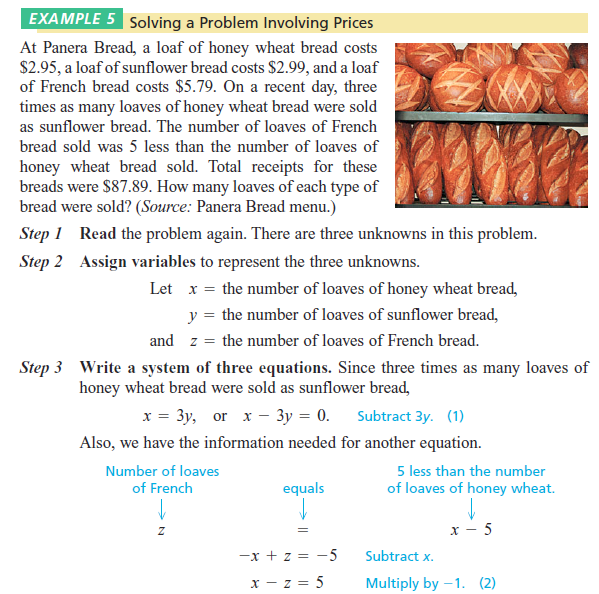 EXAMPLE 5 Solving a Problem Involving Prices
At Panera Bread, a loaf of honey wheat bread costs
$2.95, a loaf of sunflower bread costs $2.99, and a loaf
of French bread costs $5.79. On a recent day, three
times as many loaves of honey wheat bread were sold
as sunflower bread. The number of loaves of French
bread sold was 5 less than the number of loaves of
honey wheat bread sold. Total receipts for these
breads were $87.89. How many loaves of each type of
bread were sold? (Source: Panera Bread menu.)
Step 1 Read the problem again. There are three unknowns in this problem.
Step 2 Assign variables to represent the three unknowns.
Let x = the number of loaves of honey wheat bread,
y = the number of loaves of sunflower bread,
and z = the number of loaves of French bread.
Step 3 Write a system of three equations. Since three times as many loaves of
honey wheat bread were sold as sunflower bread,
x = 3y, or x − 3y = 0. Subtract 3y. (1)
Also, we have the information needed for another equation.
Number of loaves 5 less than the number
of French equals of loaves of honey wheat.
↓ ↓ ↓
z = x − 5
−x + z = −5 Subtract x.
x − z = 5 Multiply by −1. (2)